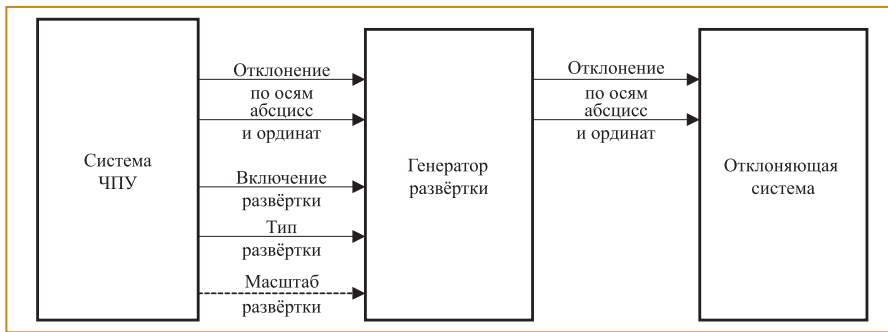 Система
ЧПУ
Отклонение
по осям
абсцисс
и ординат
Включение
развёртки
Тип
развёртки
Масштаб
развёртки
Генератор
развёртки
Отклонение
по осям
абсцисс
и ординат
Отклоняющая
система